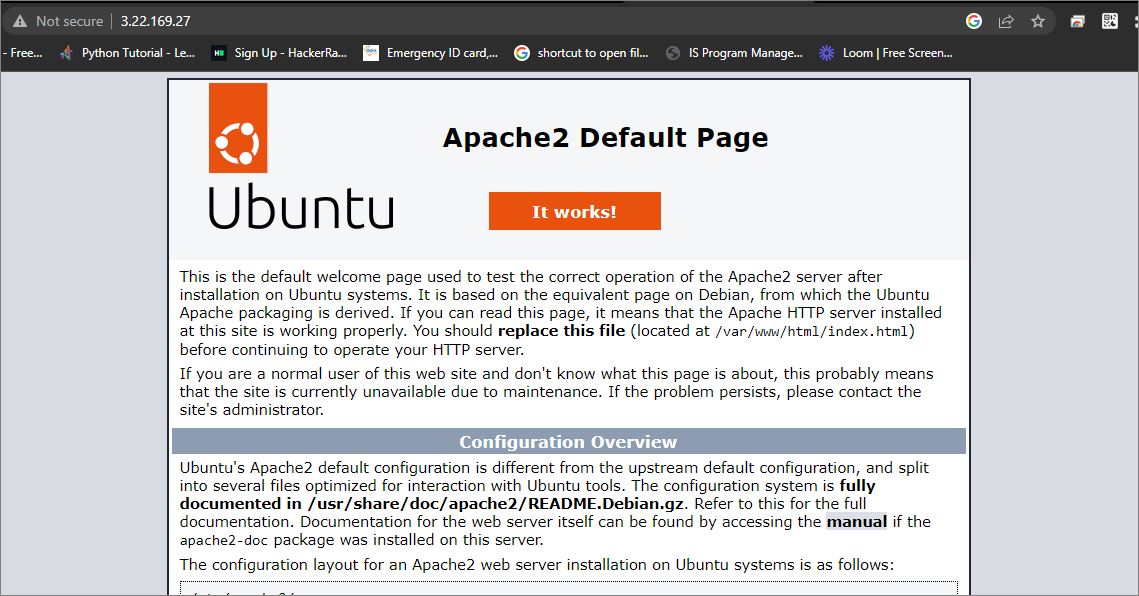 Not secure | 3.22.169.27
- Free... Python Tutorial - Le... Sign Up - HackerRa... Emergency ID card,... shortcut to open fil... IS Program Manage... Loom | Free Screen...
Ubuntu
Apache2 Default Page
It works!
This is the default welcome page used to test the correct operation of the Apache2 server after
installation on Ubuntu systems. It is based on the equivalent page on Debian, from which the Ubuntu
Apache packaging is derived. If you can read this page, it means that the Apache HTTP server installed
at this site is working properly. You should replace this file (located at /var/www/html/index.html)
before continuing to operate your HTTP server.
If you are a normal user of this web site and don't know what this page is about, this probably means
that the site is currently unavailable due to maintenance. If the problem persists, please contact the
site's administrator.
Configuration Overview
Ubuntu's Apache2 default configuration is different from the upstream default configuration, and split
into several files optimized for interaction with Ubuntu tools. The configuration system is fully
documented in /usr/share/doc/apache2/README.Debian.gz. Refer to this for the full
documentation. Documentation for the web server itself can be found by accessing the manual if the
apache2-doc package was installed on this server.
The configuration layout for an Apache2 web server installation on Ubuntu systems is as follows: